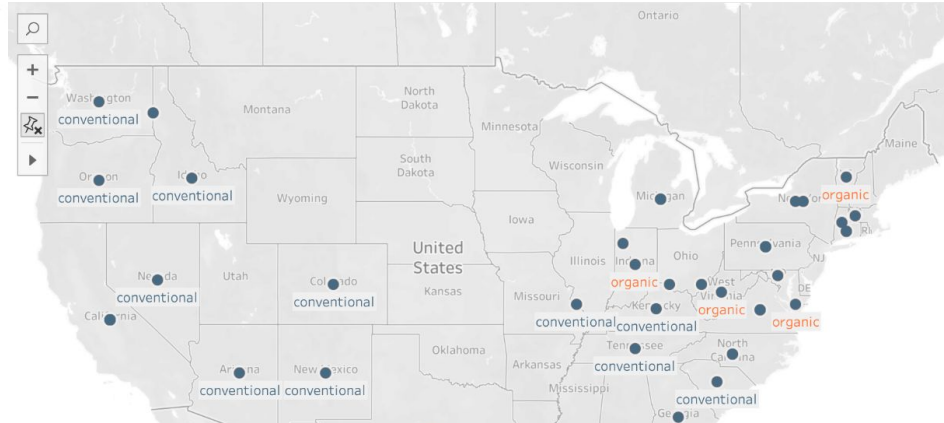 Ontario
Washington
conventional
Montana
North
Dakota
Minnesota
Maine
South
Dakota
Wisconsin
Oregon
conventional
Idaho
conventional
Wyoming
Michigan
New York
organic
Iowa
RI
United
States
Nevada
conventional
Utah
Colorado
conventional
Kansas
Illinois
Indiana
organic
Ohio
Pennsylvania
NJ
DE
West
Virginia
organic
organic
California
Missouri
conventional
Kentucky
conventional
Tennessee
conventional
North
Carolina
Oklahoma
Arkansas
Mississippi
Arizona
conventional
New Mexico
conventional
conventional
Georgia